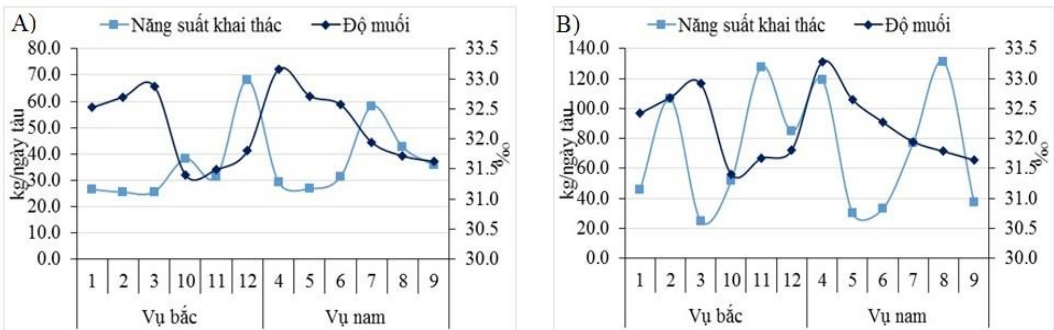 A)
Năng suất khai thác
Độ muối
80.0
70.0
60.0
50.0
40.0
30.0
20.0
10.0
0.0
kg/ngày tàu
33.5
33.0
32.5
32.0
31.5
31.0
30.5
30.0
‰
1 2 3 10 11 12 4 5 6 7 8 9
Vụ bắc Vụ nam
B)
Năng suất khai thác
Độ muối
140.0
120.0
100.0
80.0
60.0
40.0
20.0
0.0
kg/ngày tàu
33.5
33.0
32.5
32.0
31.5
31.0
30.5
30.0
‰
1 2 3 10 11 12 4 5 6 7 8 9
Vụ bắc Vụ nam